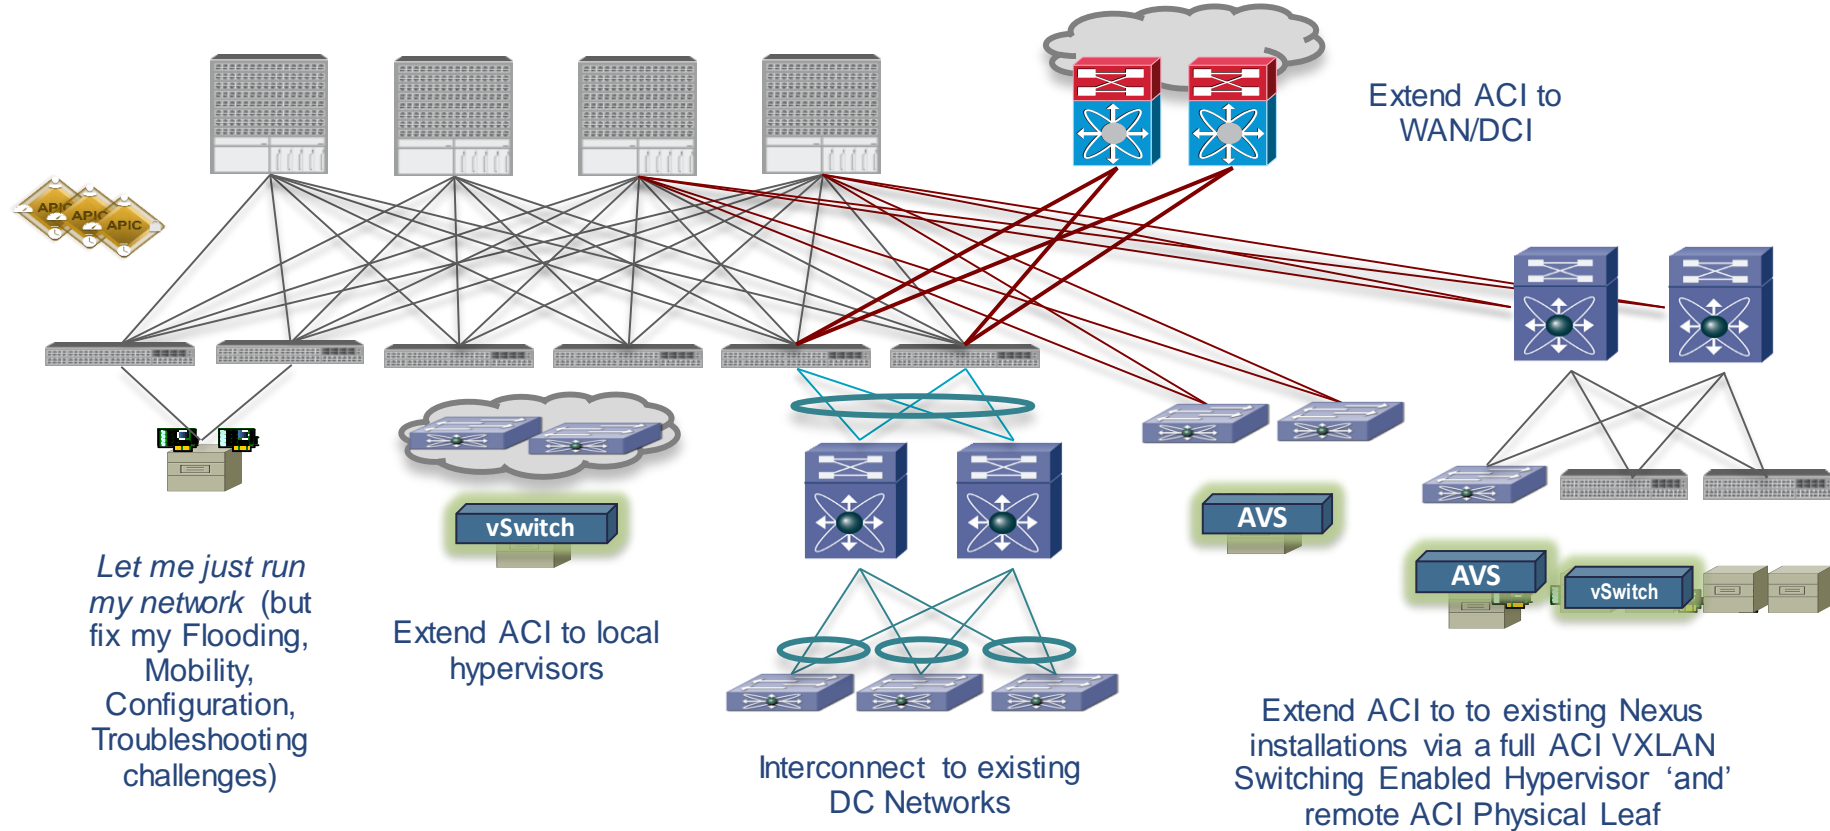 Extend ACI to
WAN/DCI
APIC
APIC
APIC
vSwitch
AVS
AVS
vSwitch
Let me just run
my network (but
fix my Flooding,
Mobility,
Configuration,
Troubleshooting
challenges)
Extend ACI to local
hypervisors
Interconnect to existing
DC Networks
Extend ACI to to existing Nexus
installations via a full ACI VXLAN
Switching Enabled Hypervisor ‘and’
remote ACI Physical Leaf